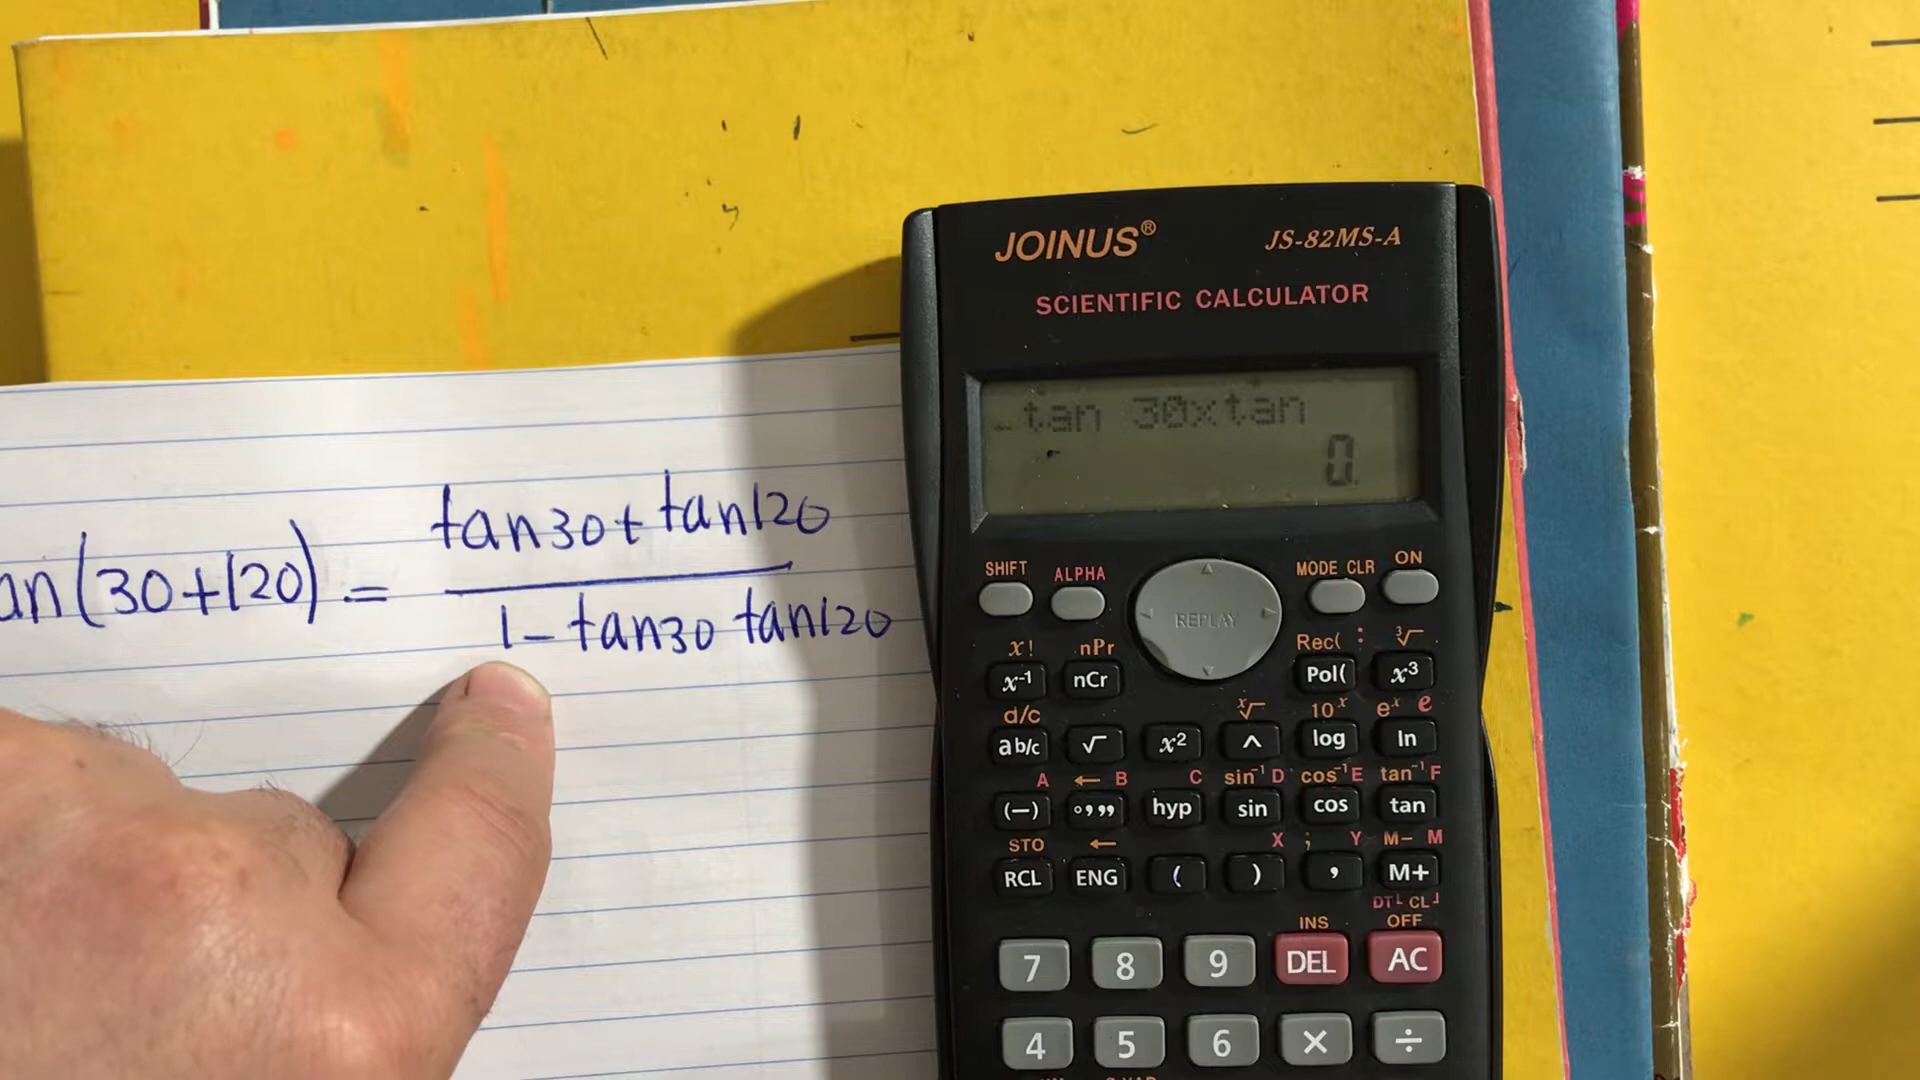 JOINUS® JS-82MS-A
SCIENTIFIC CALCULATOR
tan 30xtan
0.
tan30+tan120
an(30+120) = 
1-tan30 tan120
SHIFT ALPHA MODE CLR ON
REPLAY
x! nPr Rec( : ³√
x⁻¹ nCr Pol( x³
d/c ˣ√ 10ˣ eˣ e
ab/c √ x² ^ log ln
A ← B C sin⁻¹ D cos⁻¹ E tan⁻¹ F
(−) °,,, hyp sin cos tan
STO ← X ; Y M− M
RCL ENG ( ) , M+
DT CL
INS OFF
7 8 9 DEL AC
4 5 6 × ÷